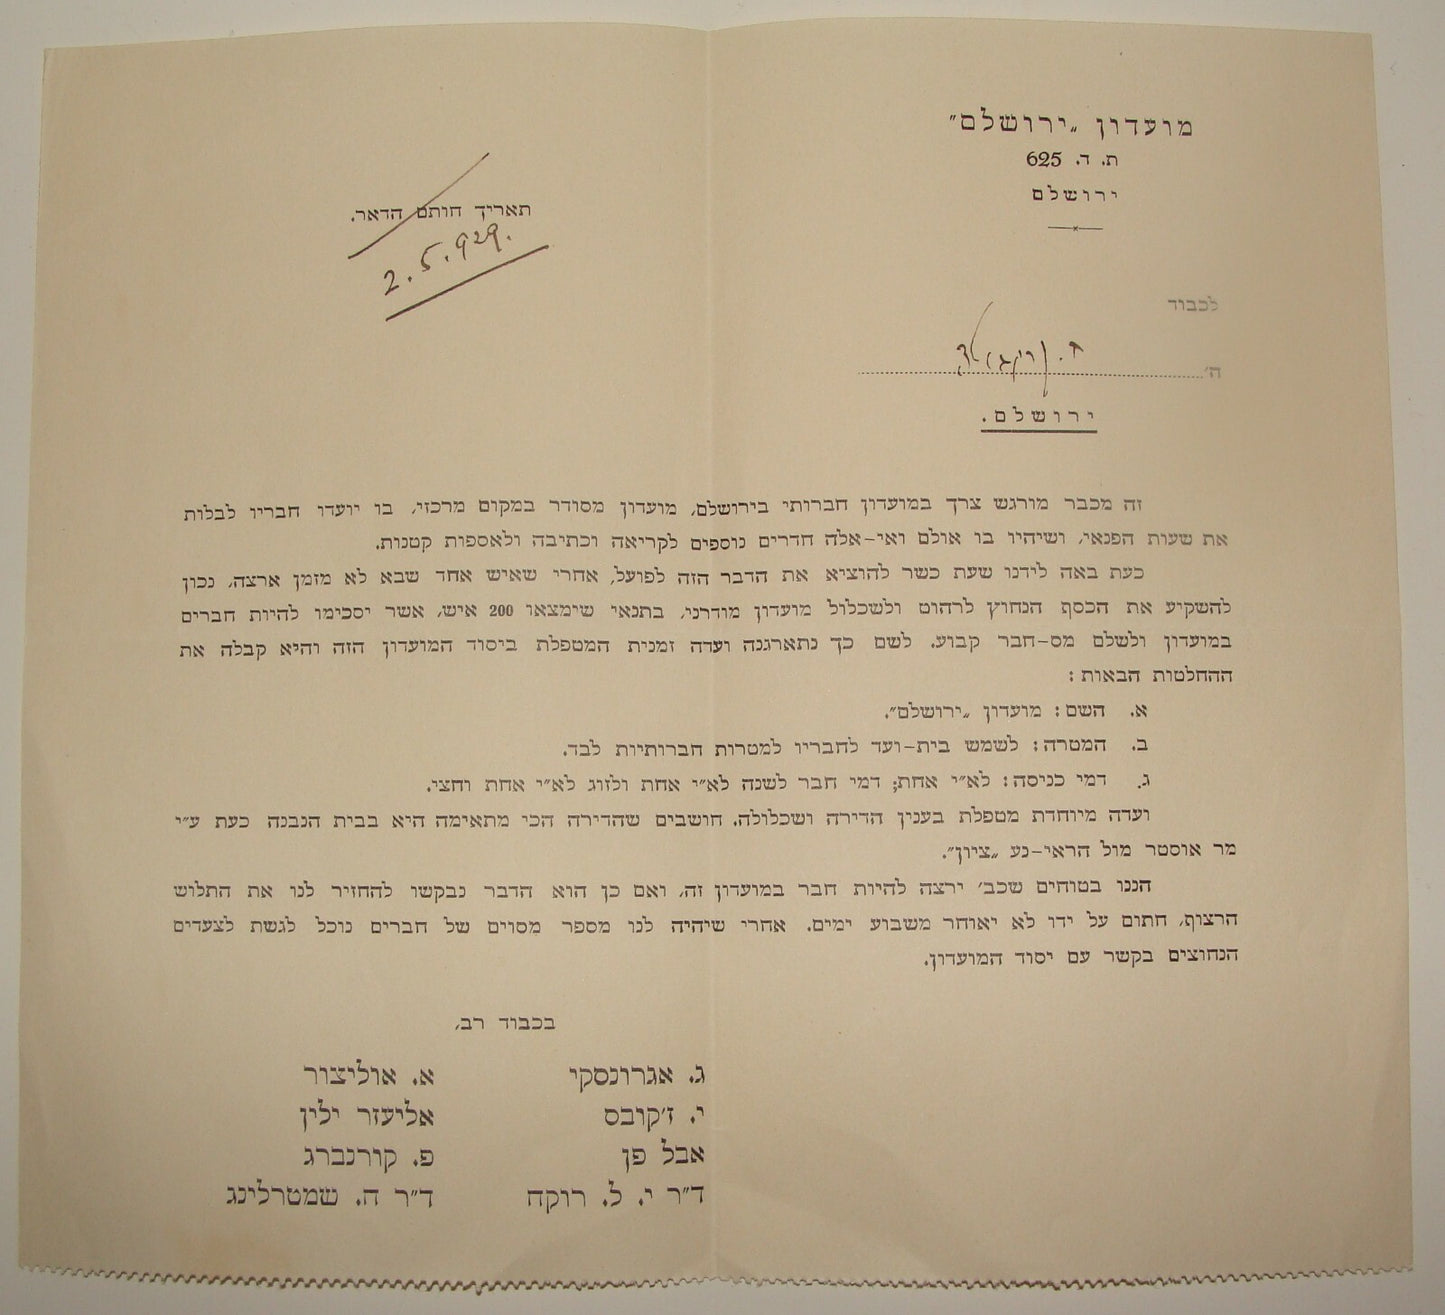 מועדון „ירושלם״
ת. ד. 625
ירושלם
תאריך חותם הדאר.
2.5.929.
לכבוד
ה׳
ירושלם.
זה מכבר מורגש צרך במועדון חברותי בירושלם, מועדון מסודר במקום מרכזי, בו יועדו חבריו לבלות
את שעות הפנאי, ושיהיו בו אולם ואי-אלה חדרים נוספים לקריאה וכתיבה ולאספות קטנות.
כעת באה לידנו שעת כשר להוציא את הדבר הזה לפועל, אחרי שאיש אחד שבא לא מזמן ארצה, נכון
להשקיע את הכסף הנחוץ לרהוט ולשכלול מועדון מודרני, בתנאי שימצאו 200 איש, אשר יסכימו להיות חברים
במועדון ולשלם מס-חבר קבוע. לשם כך נתארגנה ועדה זמנית המטפלת ביסוד המועדון הזה והיא קבלה את
ההחלטות הבאות:
א. השם: מועדון „ירושלם״.
ב. המטרה: לשמש בית-ועד לחבריו למטרות חברותיות לבד.
ג. דמי כניסה: לא״י אחת; דמי חבר לשנה לא״י אחת ולזוג לא״י אחת וחצי.
ועדה מיוחדת מטפלת בענין הדירה ושכלולה. חושבים שהדירה הכי מתאימה היא בבית הנבנה כעת ע״י
מר אוסטר מול הראי-נע „ציון״.
הננו בטוחים שכב׳ ירצה להיות חבר במועדון זה, ואם כן הוא הדבר נבקשו להחזיר לנו את התלוש
הרצוף, חתום על ידו לא יאוחר משבוע ימים. אחרי שיהיה לנו מספר מסוים של חברים נוכל לגשת לצעדים
הנחוצים בקשר עם יסוד המועדון.
בכבוד רב,
ג. אגרונסקי א. אוליצור
י. ז׳קובס אליעזר ילין
אבל פן פ. קורנברג
ד״ר י. ל. רוקח ד״ר ה. שמטרלינג